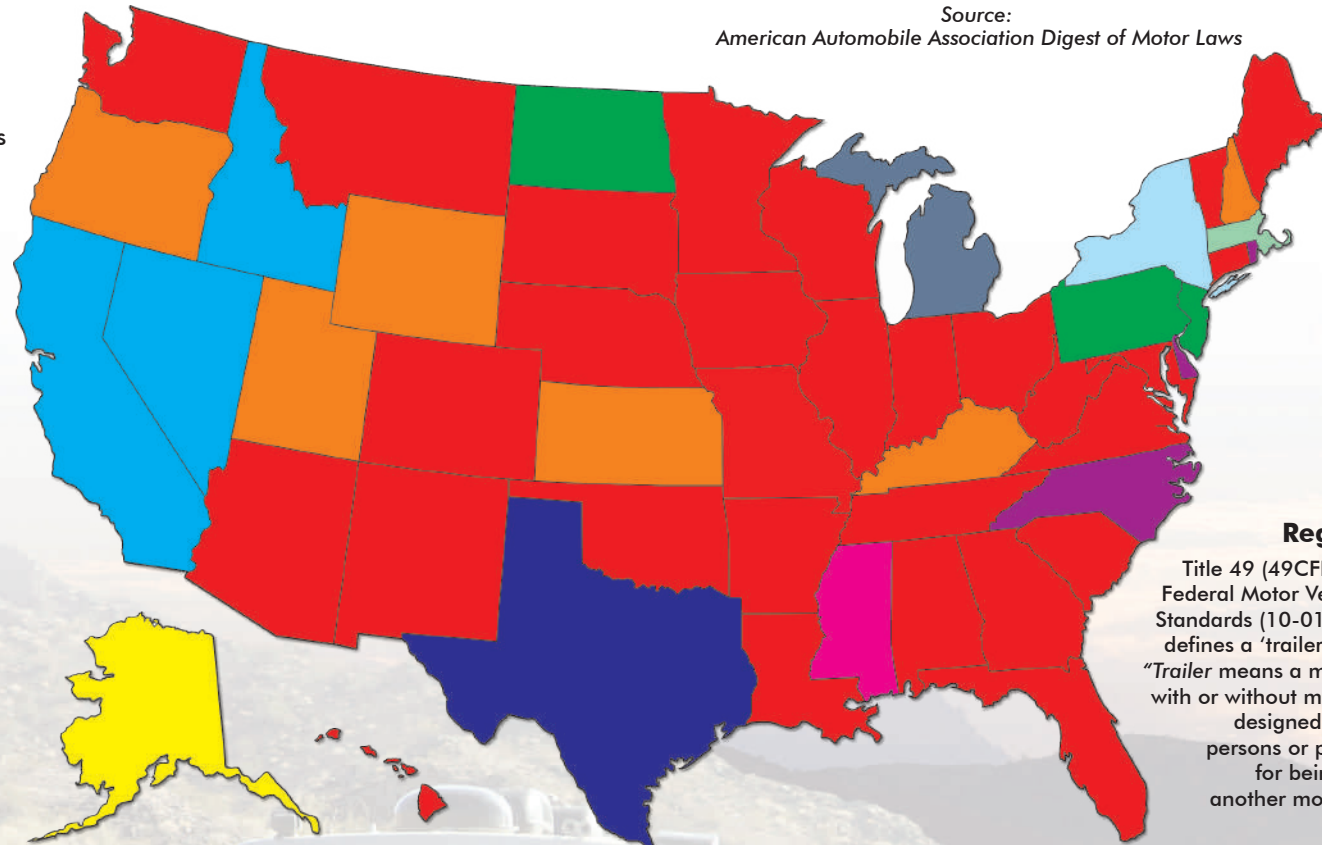 Source:
American Automobile Association Digest of Motor Laws
s
Reg
Title 49 (49CF
Federal Motor Ve
Standards (10-01
defines a ‘trailer
“Trailer means a m
with or without m
designed
persons or p
for bein
another mo